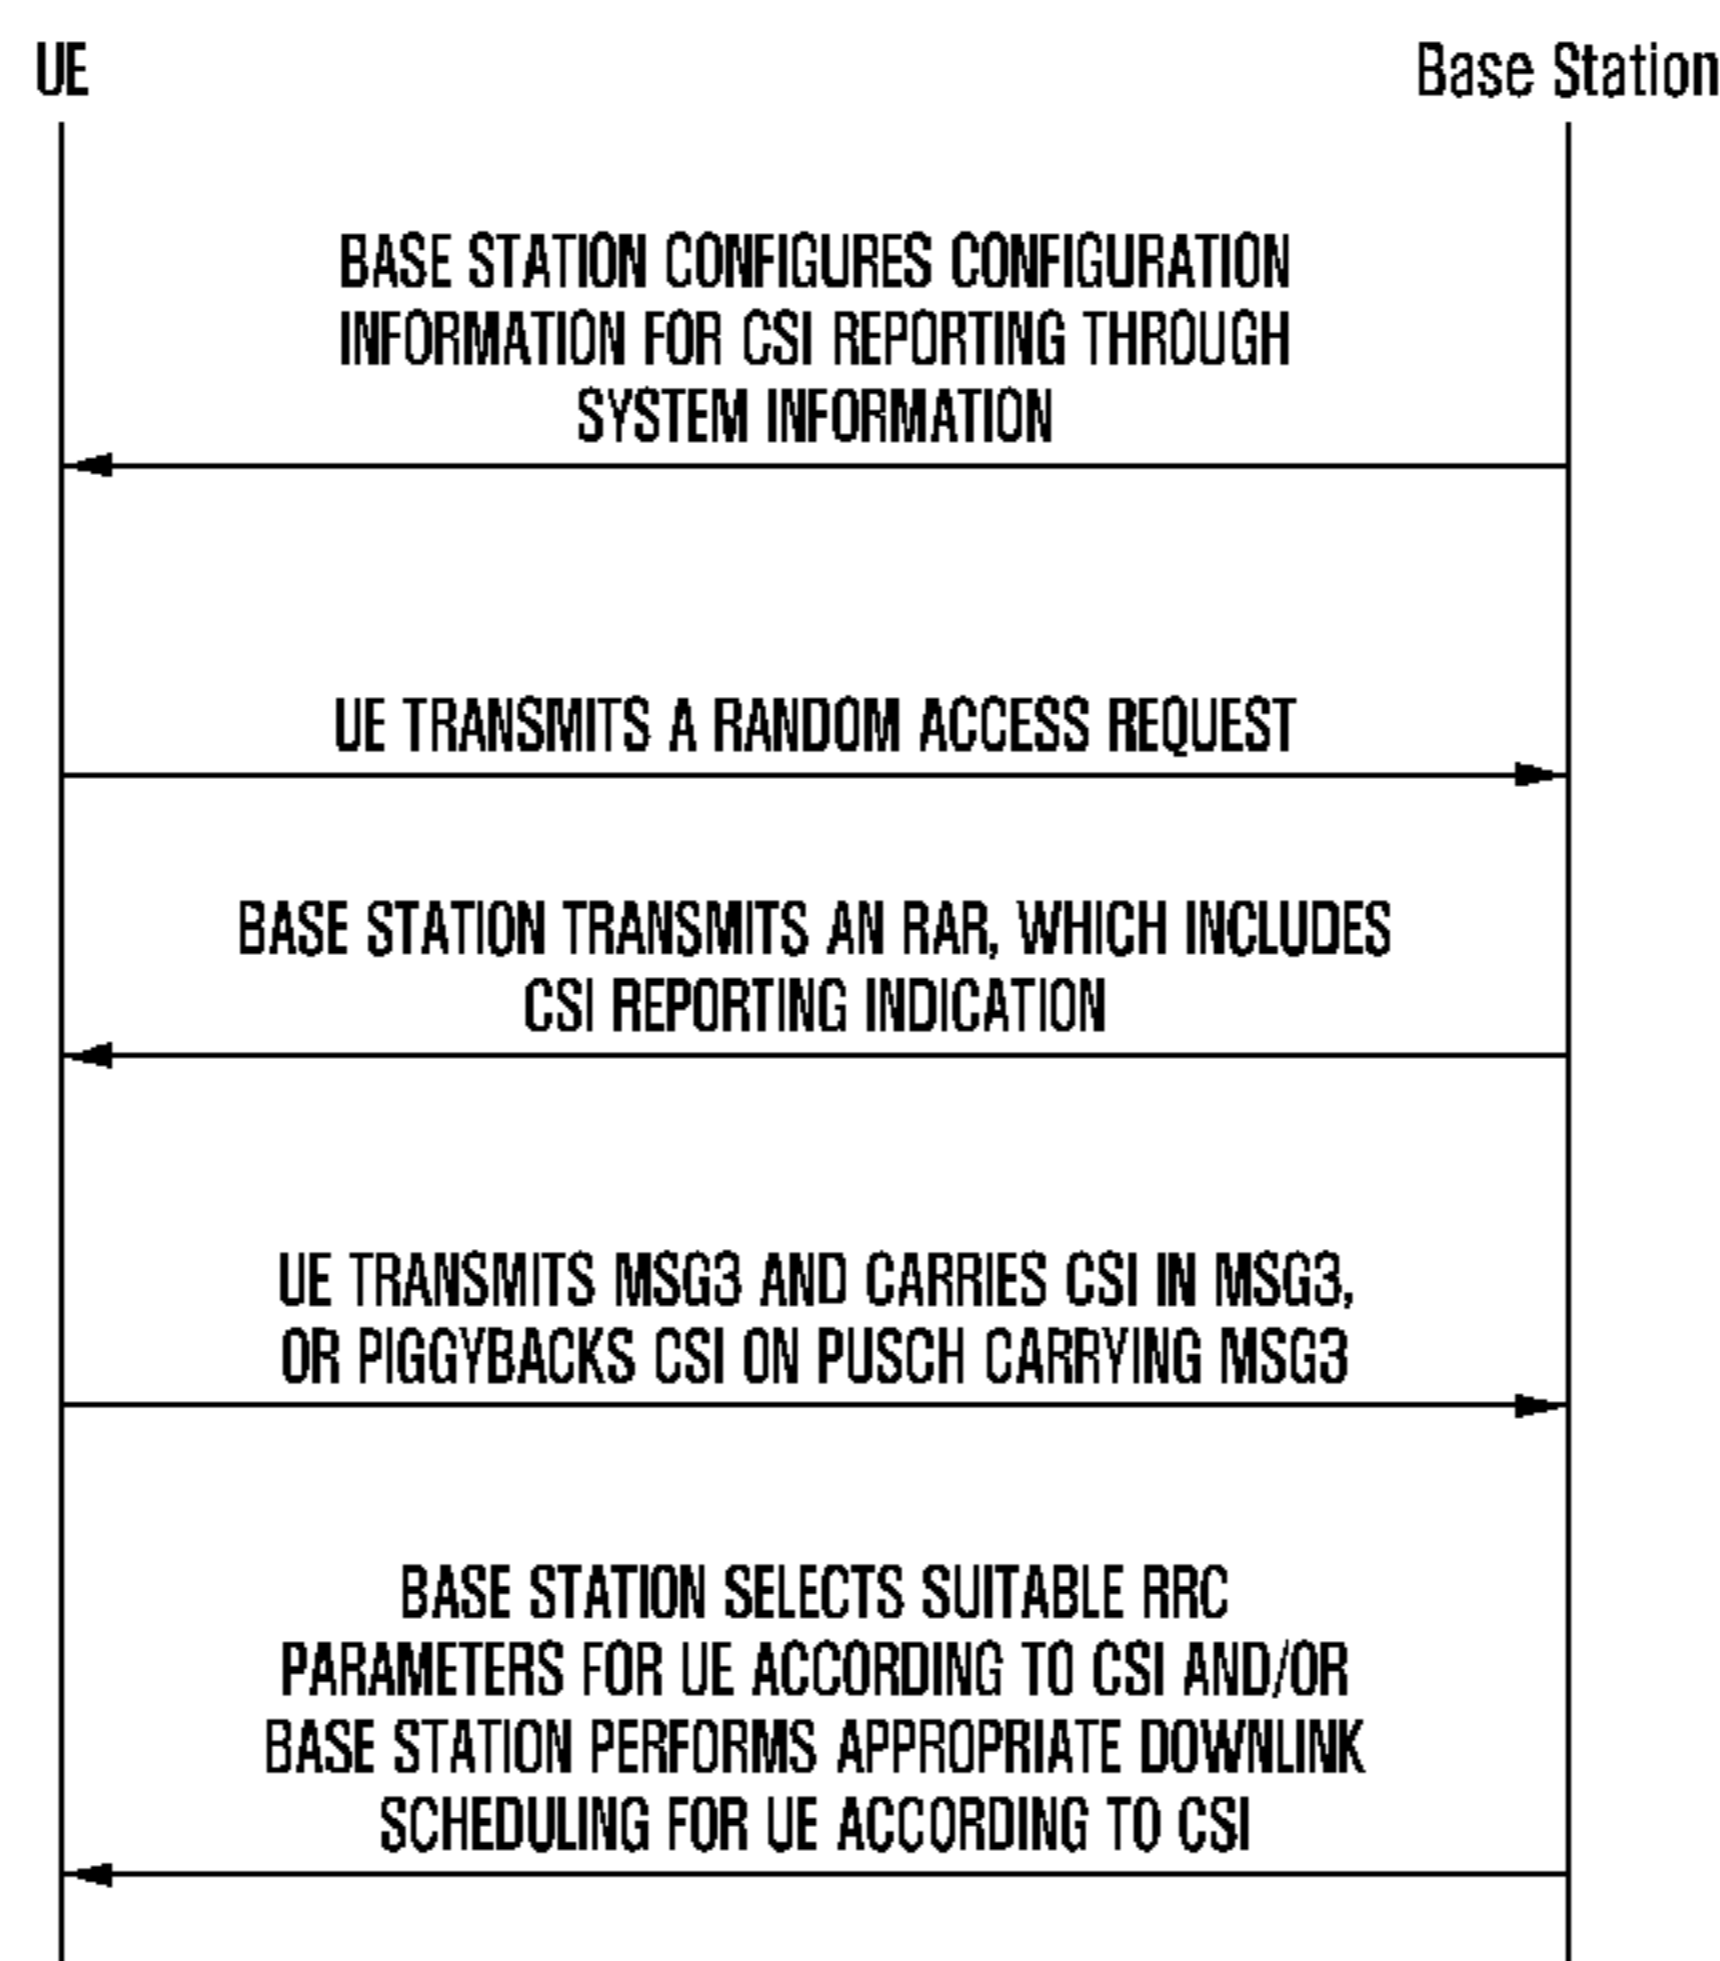 UE
Base Station
BASE STATION CONFIGURES CONFIGURATION
INFORMATION FOR CSI REPORTING THROUGH
SYSTEM INFORMATION
UE TRANSMITS A RANDOM ACCESS REQUEST
BASE STATION TRANSMITS AN RAR, WHICH INCLUDES
CSI REPORTING INDICATION
UE TRANSMITS MSG3 AND CARRIES CSI IN MSG3,
OR PIGGYBACKS CSI ON PUSCH CARRYING MSG3
BASE STATION SELECTS SUITABLE RRC
PARAMETERS FOR UE ACCORDING TO CSI AND/OR
BASE STATION PERFORMS APPROPRIATE DOWNLINK
SCHEDULING FOR UE ACCORDING TO CSI